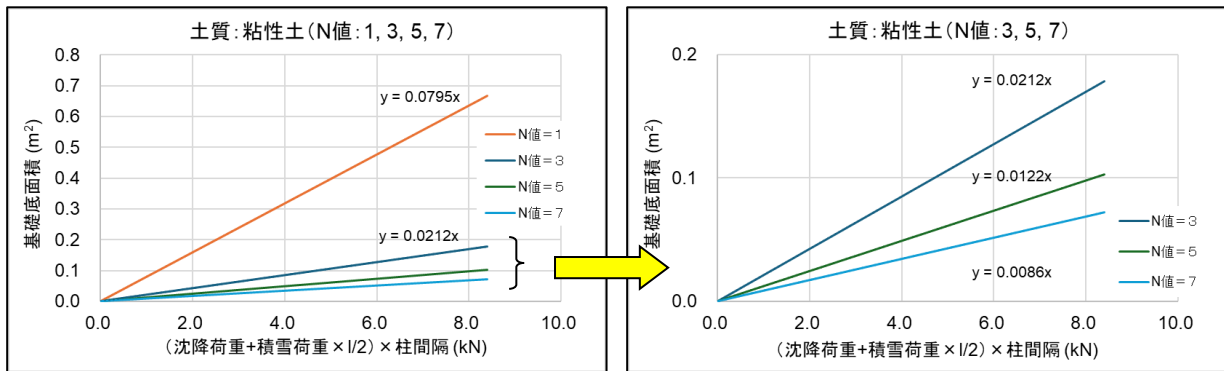 土質：粘性土（N値：1, 3, 5, 7）
0.8
0.7
0.6
0.5
0.4
0.3
0.2
0.1
0.0
基礎底面積 (m²)
y = 0.0795x
y = 0.0212x
N値＝1
N値＝3
N値＝5
N値＝7
0.0 2.0 4.0 6.0 8.0 10.0
（沈降荷重+積雪荷重×l/2）×柱間隔 (kN)
土質：粘性土（N値：3, 5, 7）
0.2
0.1
0.0
基礎底面積 (m²)
y = 0.0212x
y = 0.0122x
y = 0.0086x
N値＝3
N値＝5
N値＝7
0.0 2.0 4.0 6.0 8.0 10.0
（沈降荷重+積雪荷重×l/2）×柱間隔 (kN)